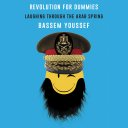 REVOLUTION FOR DUMMIES
LAUGHING THROUGH THE ARAB SPRING
BASSEM YOUSSEF